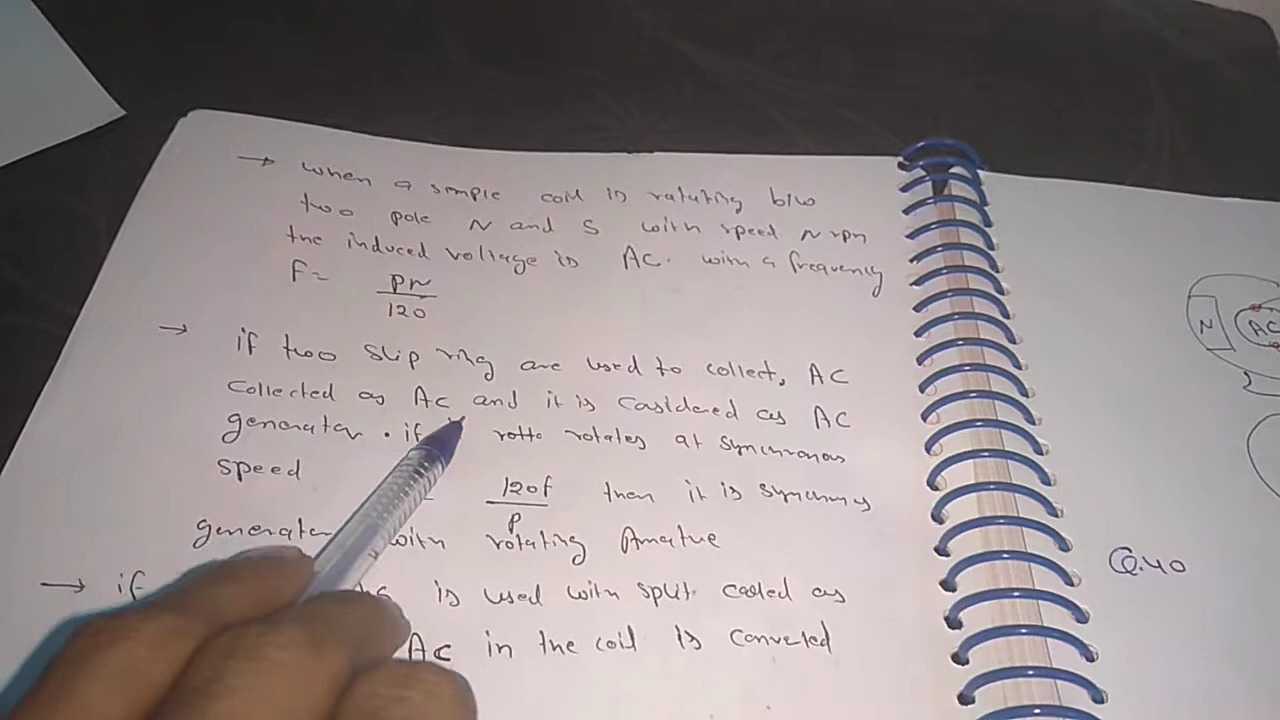 → when a simple coil is rotating b/w
two pole N and S with speed N rpm
the induced voltage is AC. with a frequency
F = PN
120
→ if two slip ring are used to collect, AC
collected as AC and it is casidered as AC
generator . if rotto rotates at synchronous
speed = 120f then it is synchronous
P
generator with rotating Amatue
→ if is used with split called as
AC in the coil is converted
N
AC
Q.40